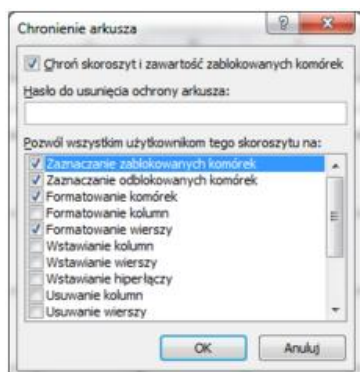 Chronienie arkusza
Chroń skoroszyt i zawartość zablokowanych komórek
Hasło do usunięcia ochrony arkusza:
Pozwól wszystkim użytkownikom tego skoroszytu na:
Zaznaczanie zablokowanych komórek
Zaznaczanie odblokowanych komórek
Formatowanie komórek
Formatowanie kolumn
Formatowanie wierszy
Wstawianie kolumn
Wstawianie wierszy
Wstawianie hiperłączy
Usuwanie kolumn
Usuwanie wierszy
OK Anuluj